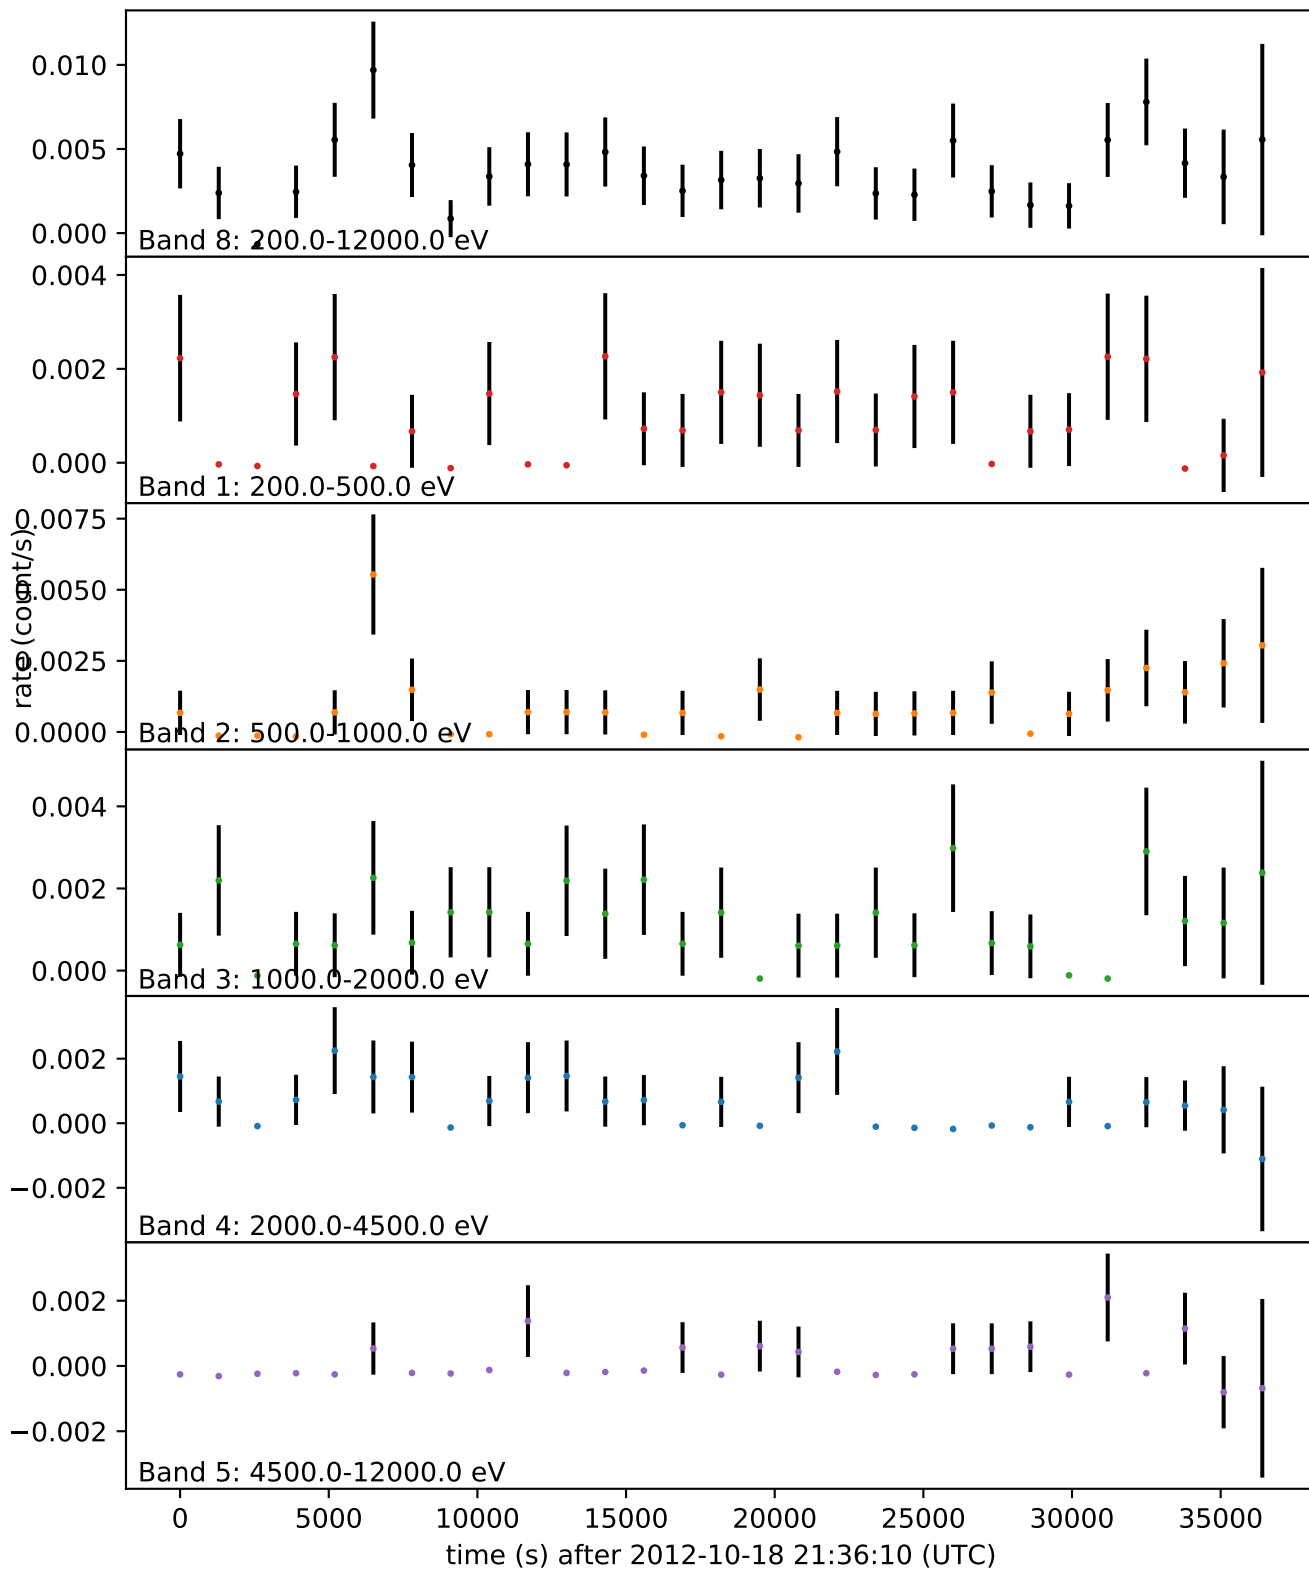 0.010
0.005
0.000
Band 8: 200.0-12000.0 eV
0.004
0.002
0.000
Band 1: 200.0-500.0 eV
rate (count/s)
0.0075
0.0050
0.0025
0.0000
Band 2: 500.0-1000.0 eV
0.004
0.002
0.000
Band 3: 1000.0-2000.0 eV
0.002
0.000
−0.002
Band 4: 2000.0-4500.0 eV
0.002
0.000
−0.002
Band 5: 4500.0-12000.0 eV
0 5000 10000 15000 20000 25000 30000 35000
time (s) after 2012-10-18 21:36:10 (UTC)